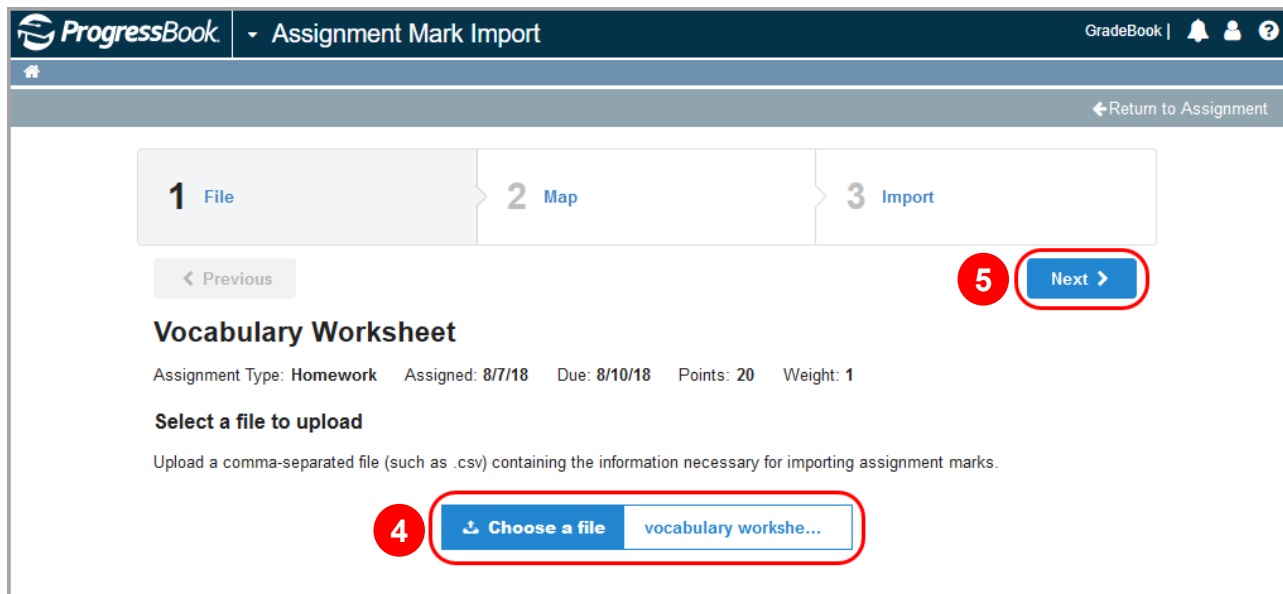 ProgressBook. Assignment Mark Import GradeBook |
Return to Assignment
1 File 2 Map 3 Import
Previous 5 Next
Vocabulary Worksheet
Assignment Type: Homework Assigned: 8/7/18 Due: 8/10/18 Points: 20 Weight: 1
Select a file to upload
Upload a comma-separated file (such as .csv) containing the information necessary for importing assignment marks.
4 Choose a file vocabulary workshe...